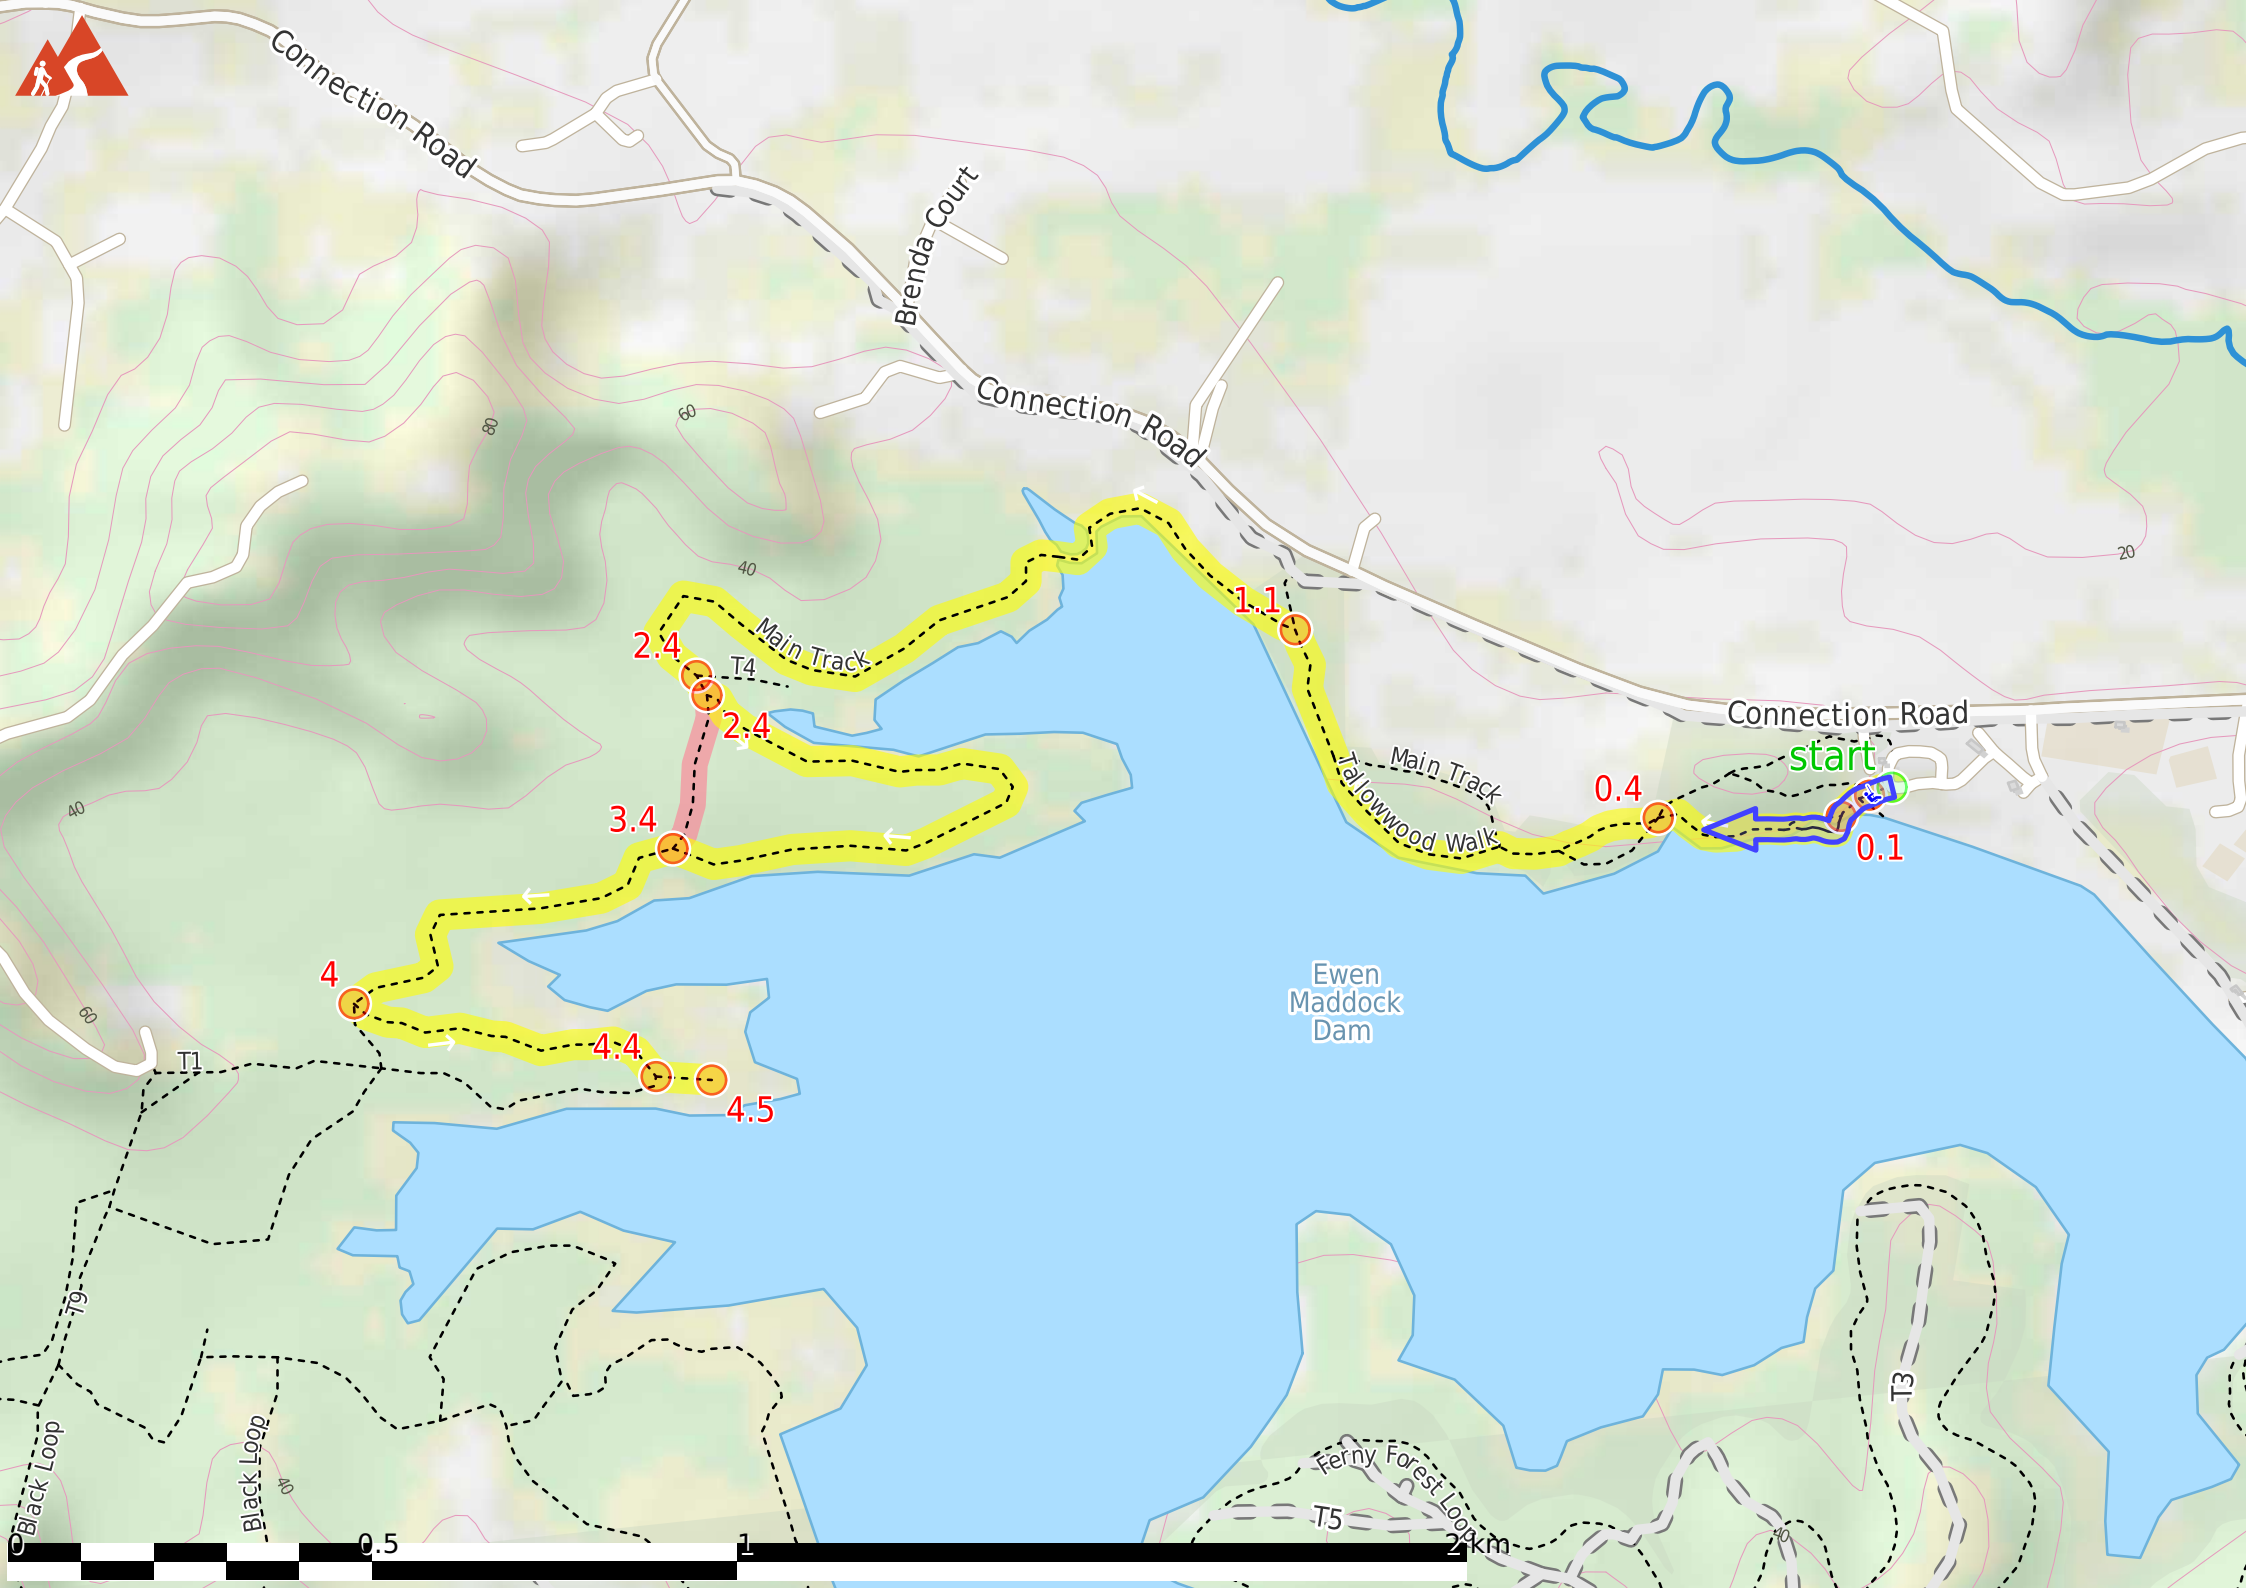 Connection Road
Brenda Court
Connection Road
80
60
40
20
1.1
2.4
Main Track
T4
2.4
Connection Road
start
Main Track
Tallowwood Walk
0.4
0.1
3.4
40
4
Ewen
Maddock
Dam
60
T1
4.4
4.5
T9
T3
Black Loop
Black Loop
40
Ferny Forest Loop
T5
40
0
0.5
1
2 km